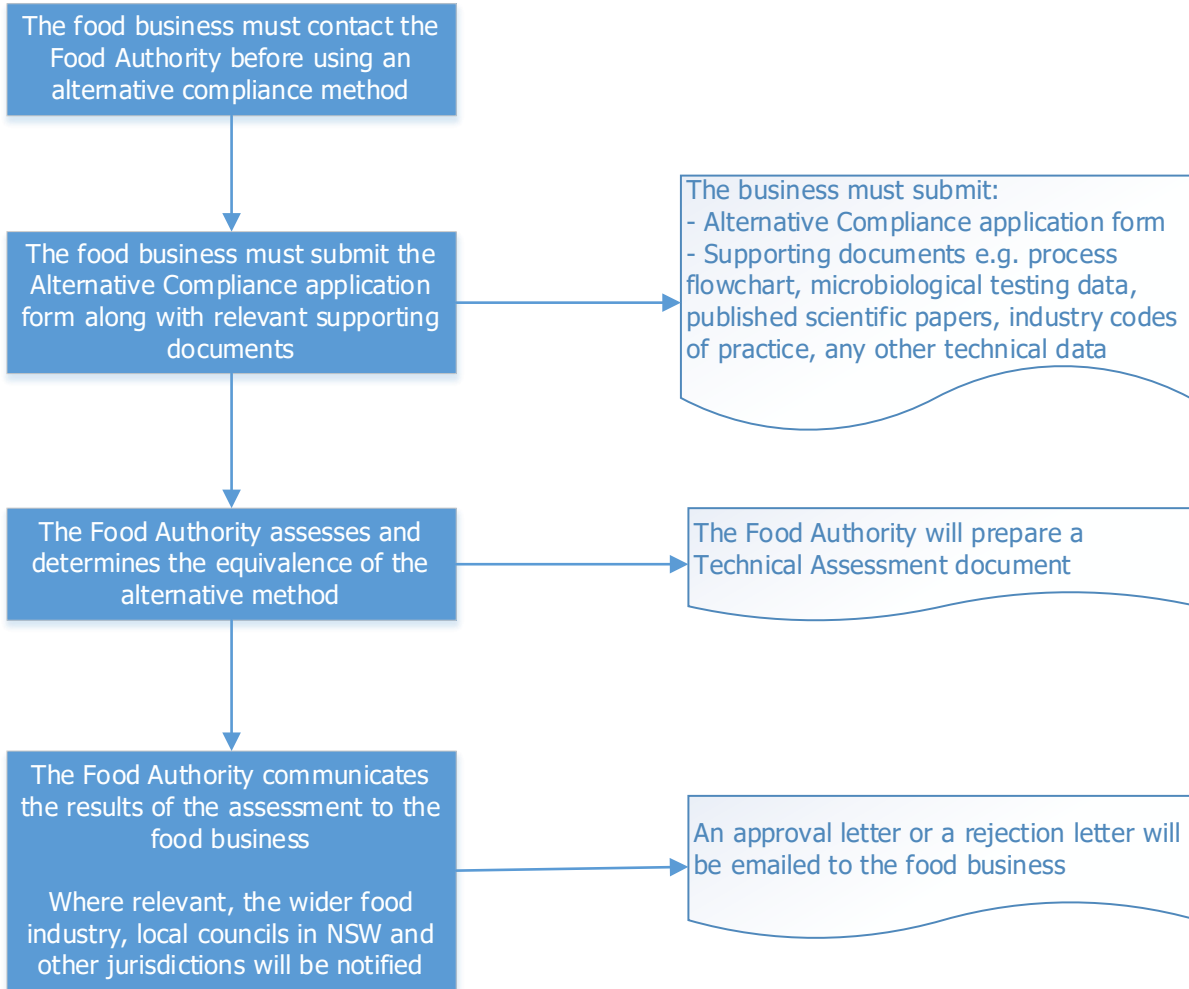 The food business must contact the
Food Authority before using an
alternative compliance method
The business must submit:
- Alternative Compliance application form
- Supporting documents e.g. process
flowchart, microbiological testing data,
published scientific papers, industry codes
of practice, any other technical data
The food business must submit the
Alternative Compliance application
form along with relevant supporting
documents
The Food Authority assesses and
determines the equivalence of the
alternative method
The Food Authority will prepare a
Technical Assessment document
The Food Authority communicates
the results of the assessment to the
food business
Where relevant, the wider food
industry, local councils in NSW and
other jurisdictions will be notified
An approval letter or a rejection letter will
be emailed to the food business